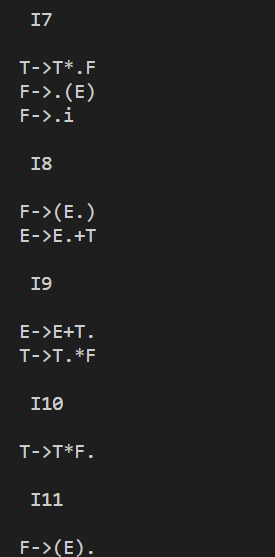 I7
T->T*.F
F->.(E)
F->.i
I8
F->(E.)
E->E.+T
I9
E->E+T.
T->T.*F
I10
T->T*F.
I11
F->(E).